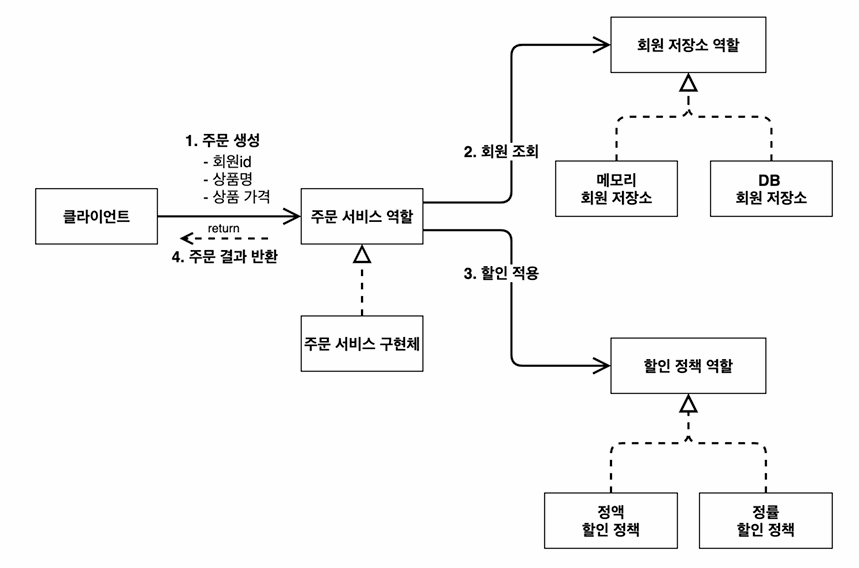 회원 저장소 역할
1. 주문 생성
- 회원id
- 상품명
- 상품 가격
2. 회원 조회
메모리
회원 저장소
DB
회원 저장소
클라이언트
주문 서비스 역할
return
4. 주문 결과 반환
3. 할인 적용
주문 서비스 구현체
할인 정책 역할
정액
할인 정책
정률
할인 정책